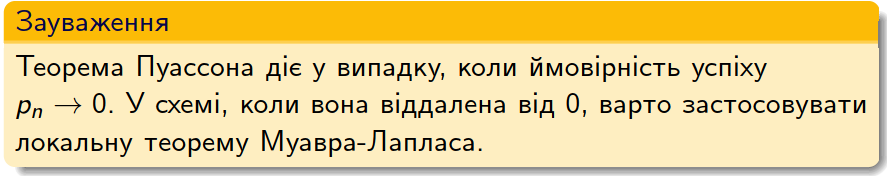 Зауваження
Теорема Пуассона діє у випадку, коли ймовірність успіху
pₙ → 0. У схемі, коли вона віддалена від 0, варто застосовувати
локальну теорему Муавра-Лапласа.